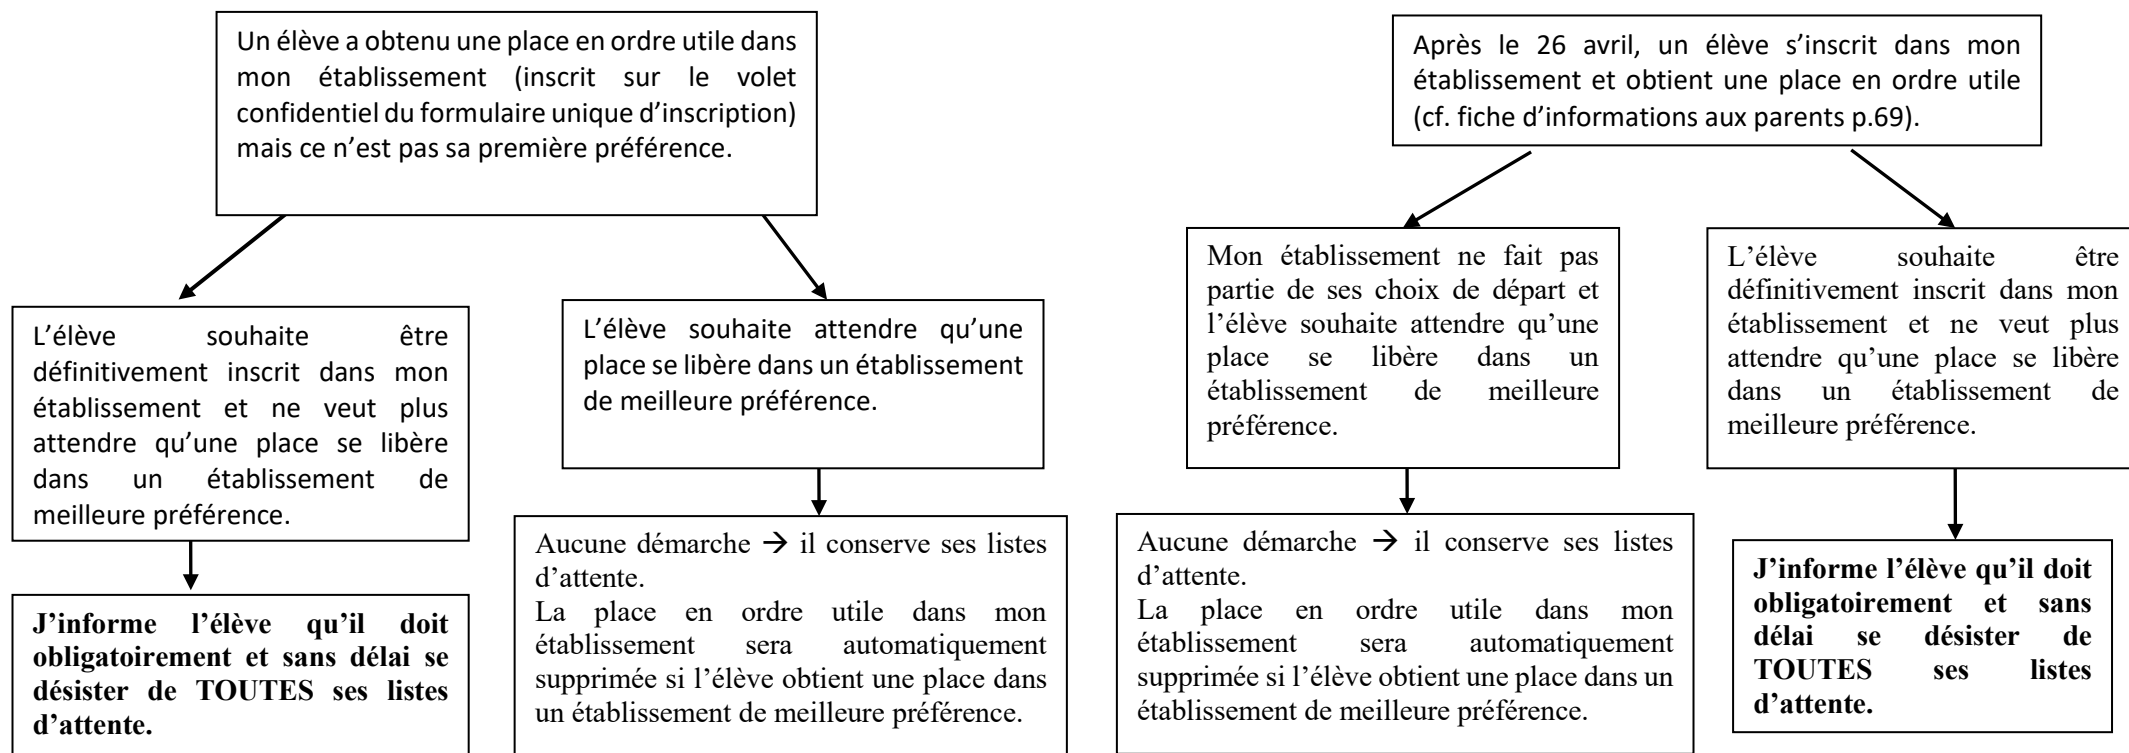 Un élève a obtenu une place en ordre utile dans
mon établissement (inscrit sur le volet
confidentiel du formulaire unique d’inscription)
mais ce n’est pas sa première préférence.
L’élève souhaite être
définitivement inscrit dans mon
établissement et ne veut plus
attendre qu’une place se libère
dans un établissement de
meilleure préférence.
J’informe l’élève qu’il doit
obligatoirement et sans délai se
désister de TOUTES ses listes
d’attente.
L’élève souhaite attendre qu’une
place se libère dans un établissement
de meilleure préférence.
Aucune démarche → il conserve ses listes
d’attente.
La place en ordre utile dans mon
établissement sera automatiquement
supprimée si l’élève obtient une place dans
un établissement de meilleure préférence.
Après le 26 avril, un élève s’inscrit dans mon
établissement et obtient une place en ordre utile
(cf. fiche d’informations aux parents p.69).
Mon établissement ne fait pas
partie de ses choix de départ et
l’élève souhaite attendre qu’une
place se libère dans un
établissement de meilleure
préférence.
Aucune démarche → il conserve ses listes
d’attente.
La place en ordre utile dans mon
établissement sera automatiquement
supprimée si l’élève obtient une place dans un
établissement de meilleure préférence.
L’élève souhaite être
définitivement inscrit dans mon
établissement et ne veut plus
attendre qu’une place se libère
dans un établissement de
meilleure préférence.
J’informe l’élève qu’il doit
obligatoirement et sans
délai se désister de
TOUTES ses listes
d’attente.